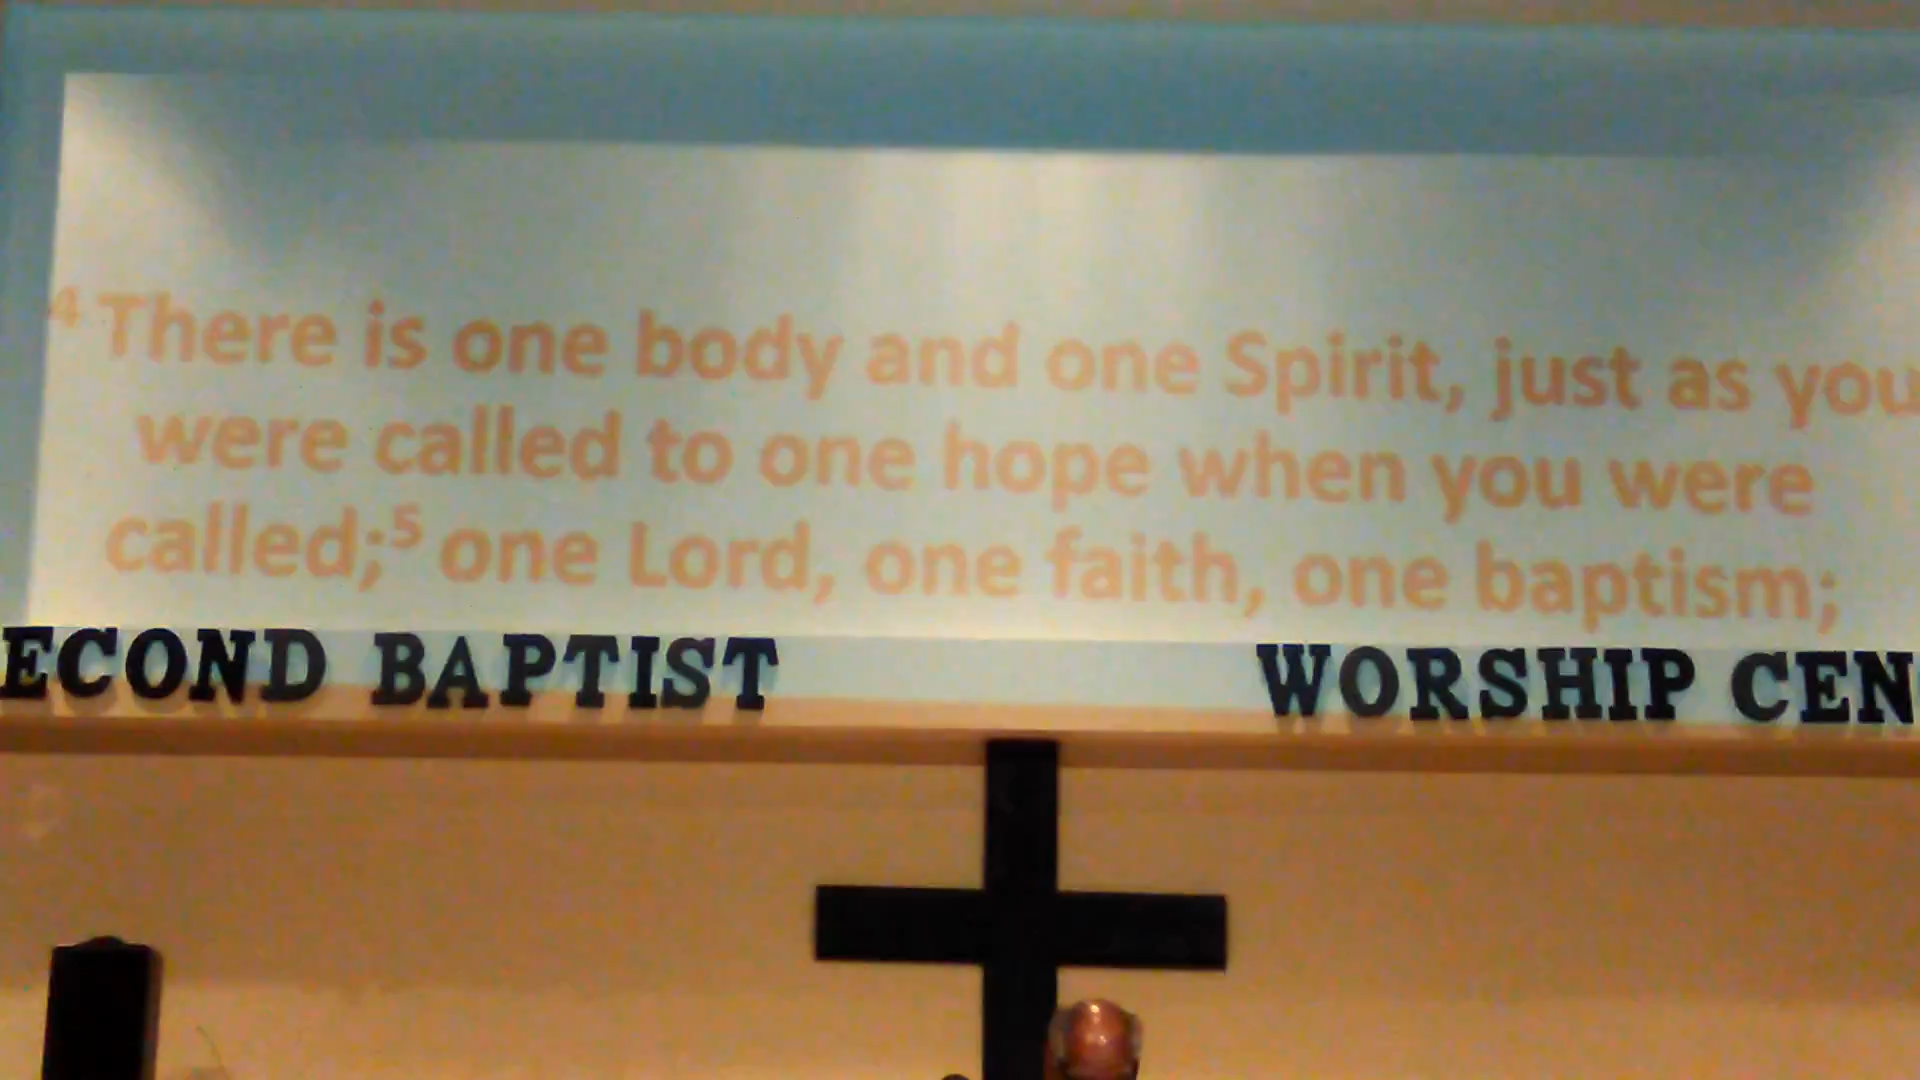 4 There is one body and one Spirit, just as you
were called to one hope when you were
called;5 one Lord, one faith, one baptism;
ECOND BAPTIST WORSHIP CEN